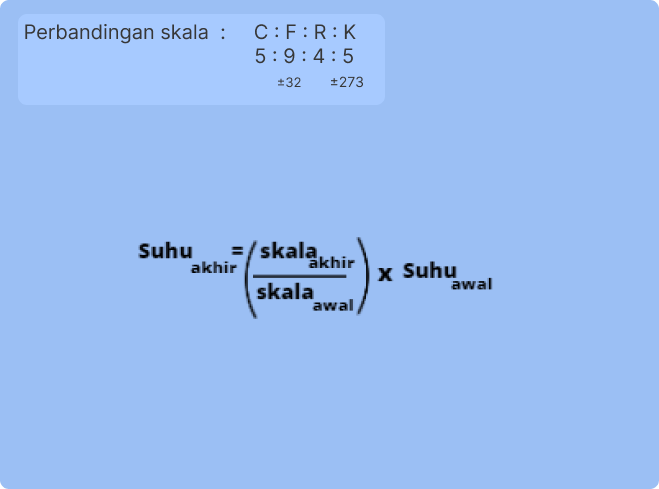 Perbandingan skala : C : F : R : K
5 : 9 : 4 : 5
±32 ±273
Suhu akhir = ( skala akhir / skala awal ) x Suhu awal